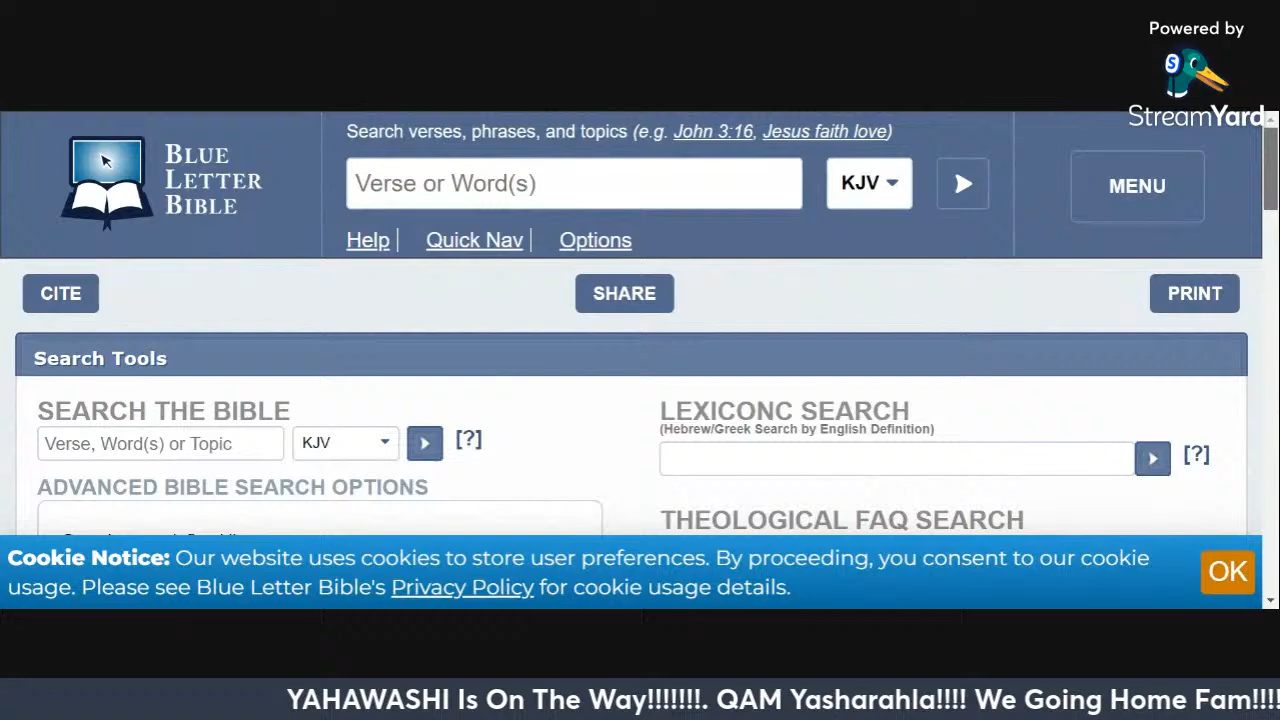 Powered by
StreamYard
Search verses, phrases, and topics (e.g. John 3:16, Jesus faith love)
BLUE
LETTER
BIBLE
Verse or Word(s)
KJV
MENU
Help
Quick Nav
Options
CITE
SHARE
PRINT
Search Tools
SEARCH THE BIBLE
Verse, Word(s) or Topic
KJV
[?]
ADVANCED BIBLE SEARCH OPTIONS
LEXICONC SEARCH
(Hebrew/Greek Search by English Definition)
[?]
THEOLOGICAL FAQ SEARCH
Cookie Notice: Our website uses cookies to store user preferences. By proceeding, you consent to our cookie
usage. Please see Blue Letter Bible's Privacy Policy for cookie usage details.
OK
YAHAWASHI Is On The Way!!!!!!!. QAM Yasharahla!!!! We Going Home Fam!!!!